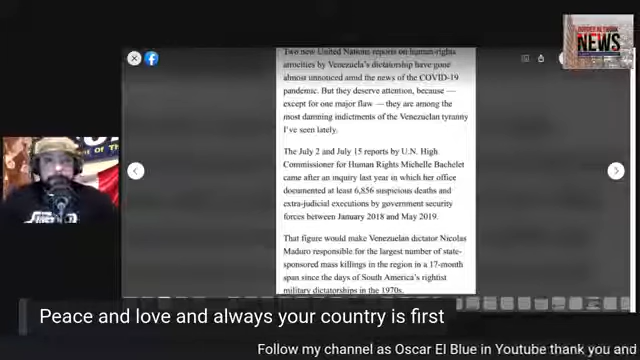 BORDER NETWORK
NEWS
Two new United Nations reports on human-rights
atrocities by Venezuela's dictatorship have gone
almost unnoticed amid the news of the COVID-19
pandemic. But they deserve attention, because —
except for one major flaw — they are among the
most damning indictments of the Venezuelan tyranny
I've seen lately.
The July 2 and July 15 reports by U.N. High
Commissioner for Human Rights Michelle Bachelet
came after an inquiry last year in which her office
documented at least 6,856 suspicious deaths and
extra-judicial executions by government security
forces between January 2018 and May 2019.
That figure would make Venezuelan dictator Nicolas
Maduro responsible for the largest number of state-
sponsored mass killings in the region in a 17-month
span since the days of South America's rightist
military dictatorships in the 1970s.
Peace and love and always your country is first
Follow my channel as Oscar El Blue in Youtube thank you and